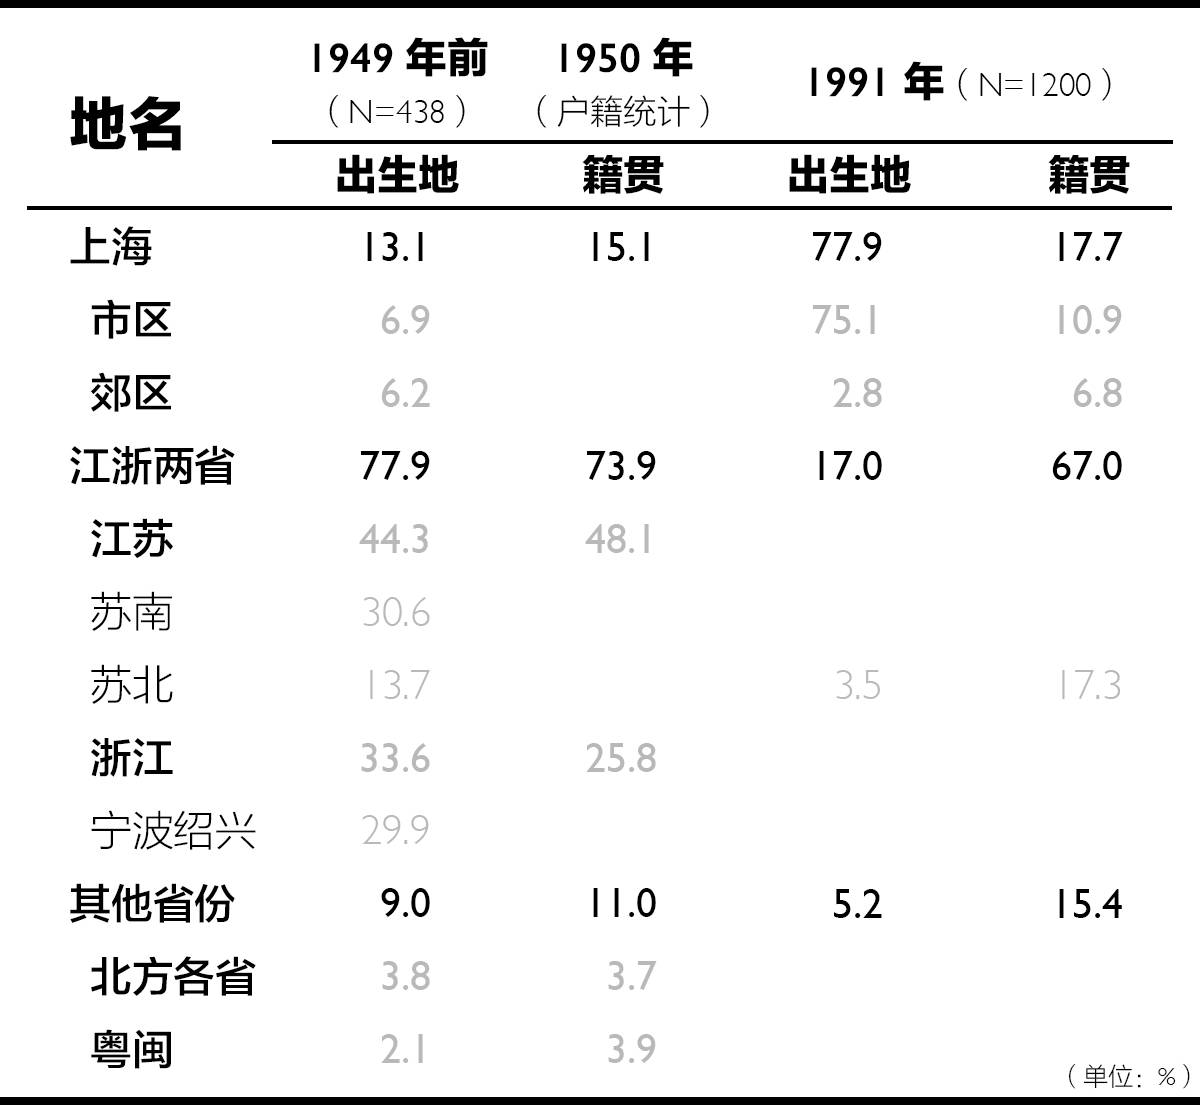 地名 1949 年前 1950 年 1991 年（N=1200）
（N=438） （户籍统计）
出生地 籍贯 出生地 籍贯
上海 13.1 15.1 77.9 17.7
市区 6.9 75.1 10.9
郊区 6.2 2.8 6.8
江浙两省 77.9 73.9 17.0 67.0
江苏 44.3 48.1
苏南 30.6
苏北 13.7 3.5 17.3
浙江 33.6 25.8
宁波绍兴 29.9
其他省份 9.0 11.0 5.2 15.4
北方各省 3.8 3.7
粤闽 2.1 3.9
（单位：%）